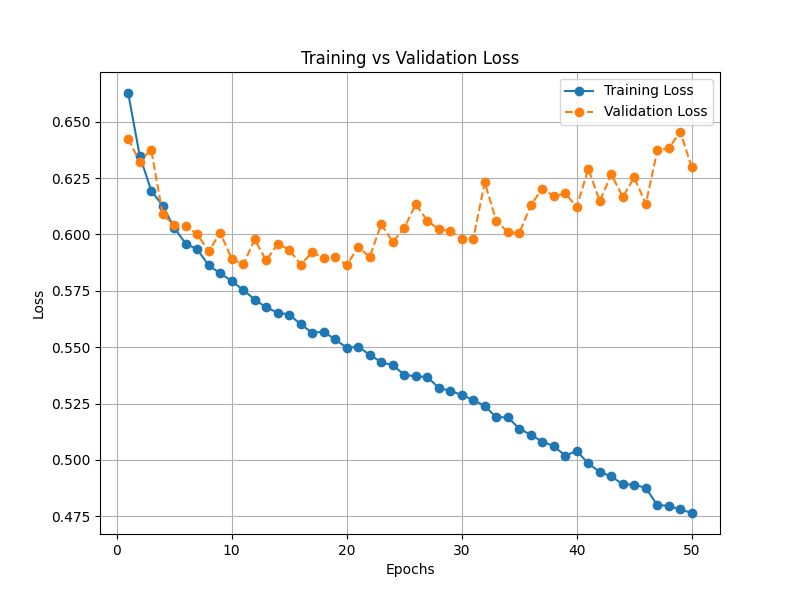 Training vs Validation Loss
Training Loss
Validation Loss
0.650
0.625
0.600
0.575
0.550
0.525
0.500
0.475
Loss
0 10 20 30 40 50
Epochs